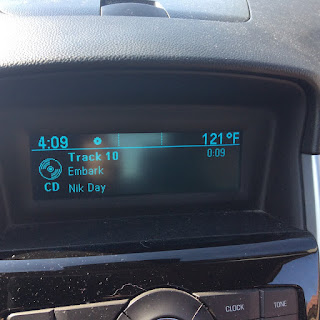 4:09 121°F
Track 10 0:09
Embark
CD Nik Day
CLOCK TONE